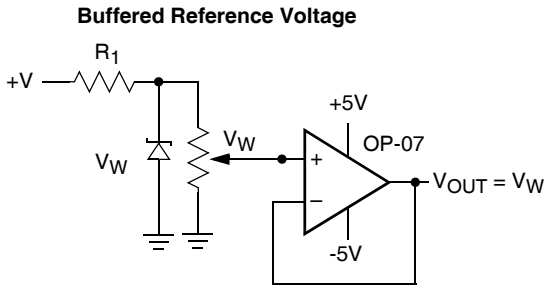 Buffered Reference Voltage
R1
+V
+5V
OP-07
VW
VW
+
VOUT = VW
–
-5V